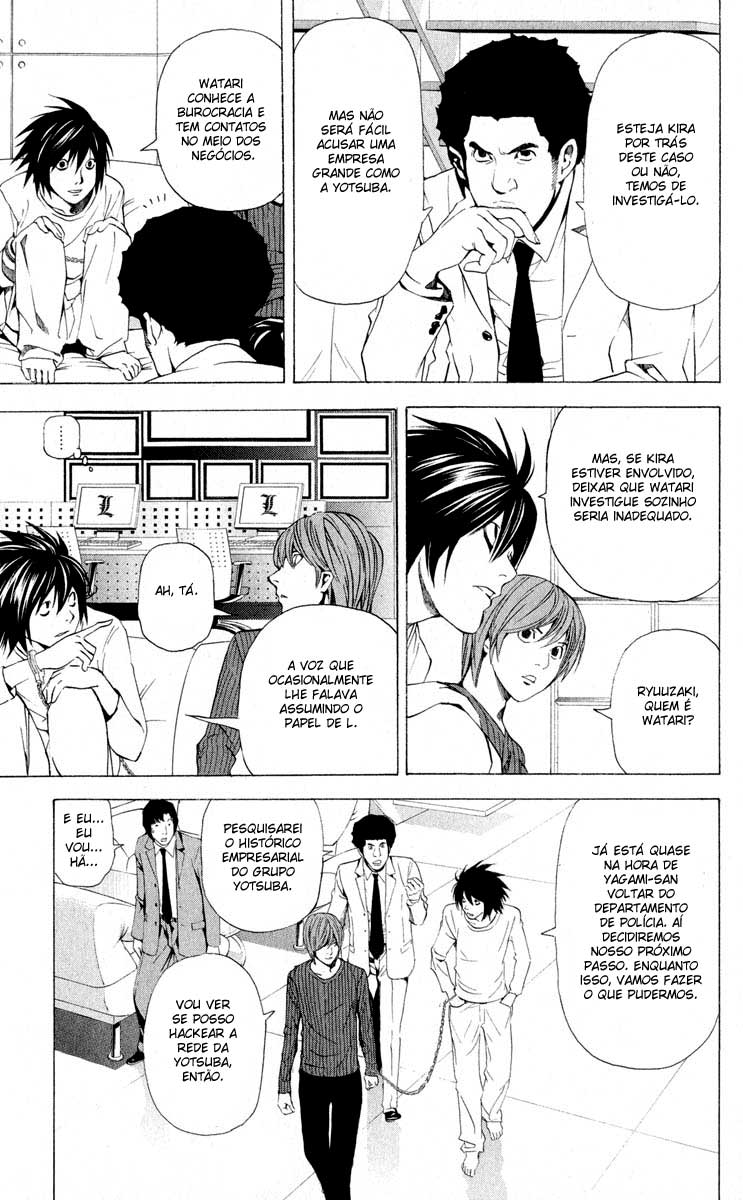 ESTEJA KIRA
POR TRÁS
DESTE CASO
OU NÃO,
TEMOS DE
INVESTIGÁ-LO.
MAS NÃO
SERÁ FÁCIL
ACUSAR UMA
EMPRESA
GRANDE COMO
A YOTSUBA.
WATARI
CONHECE A
BUROCRACIA E
TEM CONTATOS
NO MEIO DOS
NEGÓCIOS.
MAS, SE KIRA
ESTIVER ENVOLVIDO,
DEIXAR QUE WATARI
INVESTIGUE SOZINHO
SERIA INADEQUADO.
RYUUZAKI,
QUEM É
WATARI?
......
L
L
AH, TÁ.
A VOZ QUE
OCASIONALMENTE
LHE FALAVA
ASSUMINDO O
PAPEL DE L.
JÁ ESTÁ QUASE
NA HORA DE
YAGAMI-SAN
VOLTAR DO
DEPARTAMENTO
DE POLÍCIA. AÍ
DECIDIREMOS
NOSSO PRÓXIMO
PASSO. ENQUANTO
ISSO, VAMOS FAZER
O QUE PUDERMOS.
PESQUISAREI
O HISTÓRICO
EMPRESARIAL
DO GRUPO
YOTSUBA.
VOU VER
SE POSSO
HACKEAR A
REDE DA
YOTSUBA,
ENTÃO.
E EU...
EU
VOU...
HÃ...